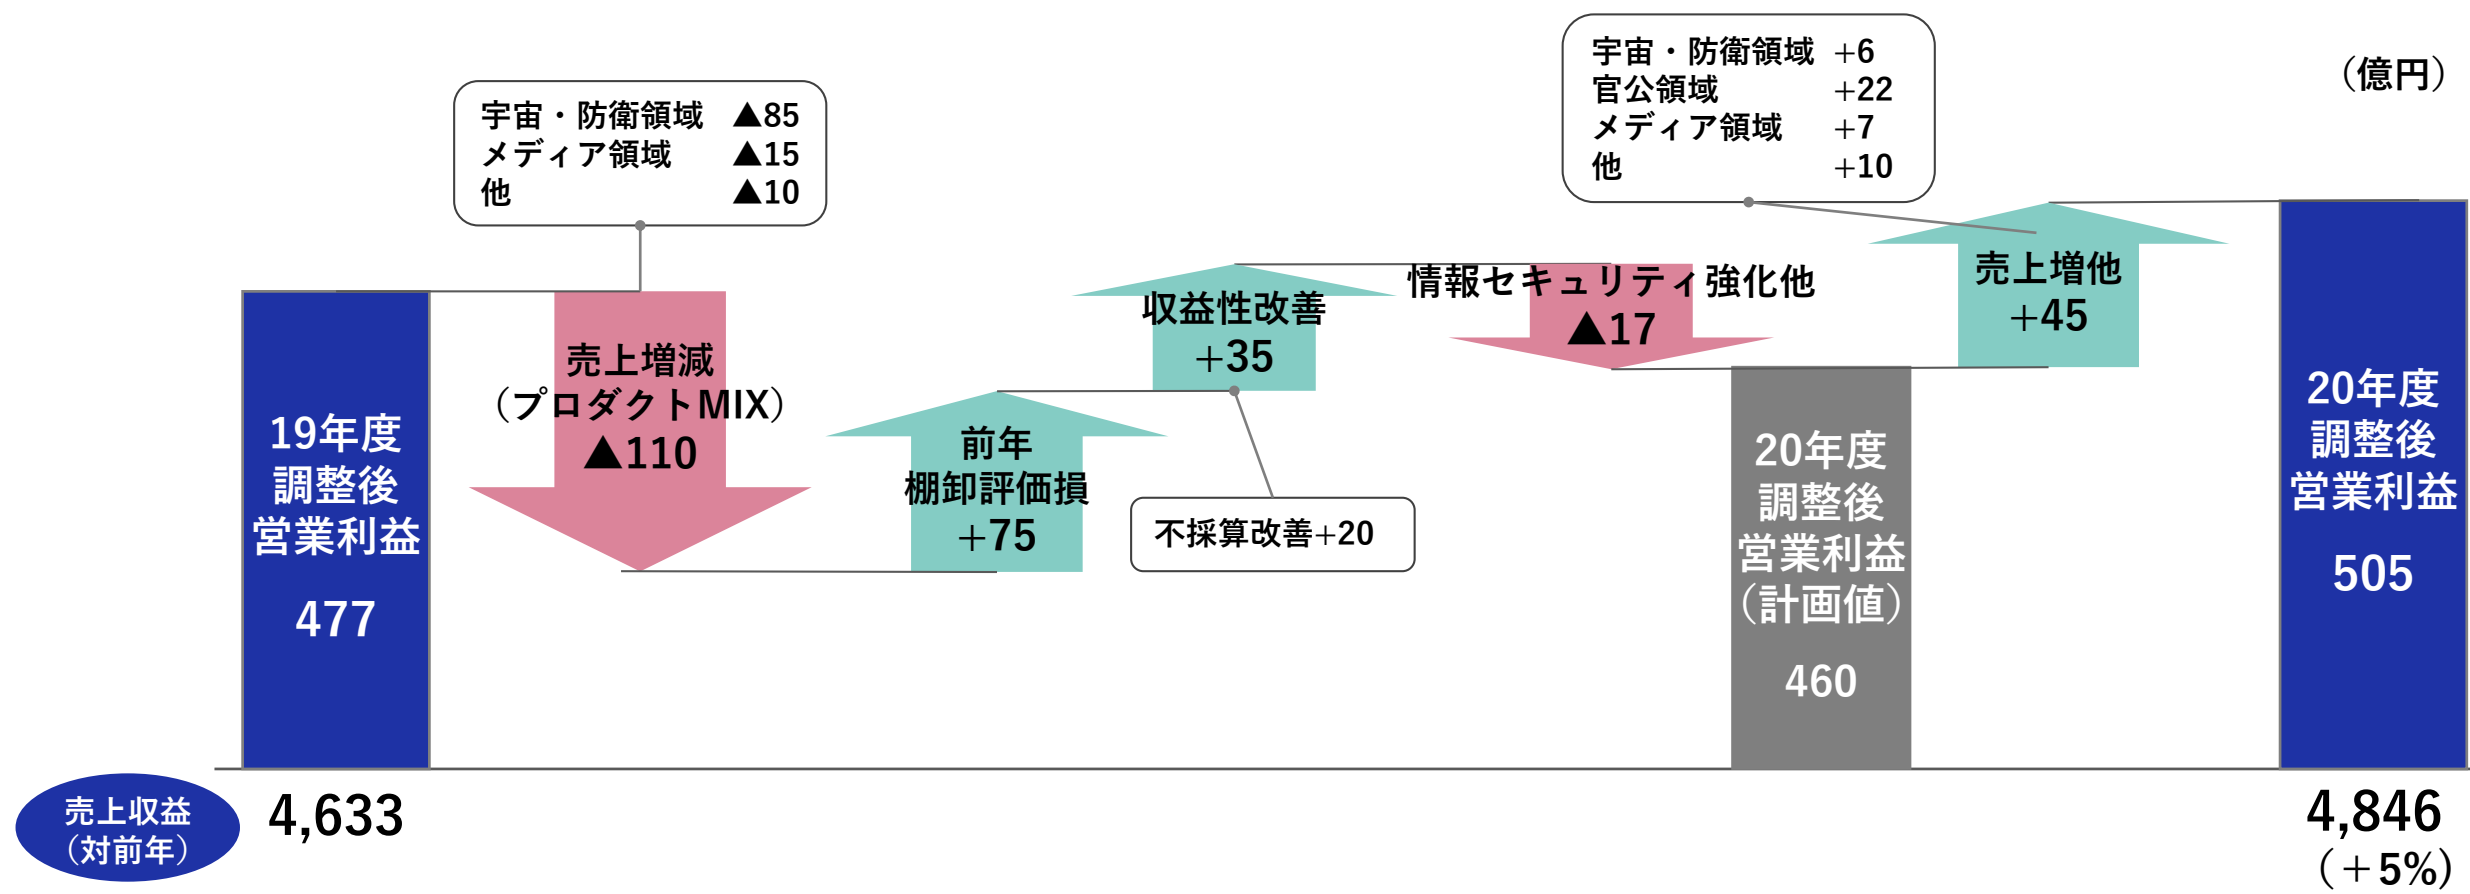 （億円）
宇宙・防衛領域 ▲85
メディア領域 ▲15
他 ▲10
宇宙・防衛領域 +6
官公領域 +22
メディア領域 +7
他 +10
19年度
調整後
営業利益
477
売上増減
（プロダクトMIX）
▲110
前年
棚卸評価損
+75
収益性改善
+35
不採算改善+20
情報セキュリティ強化他
▲17
20年度
調整後
営業利益
（計画値）
460
売上増他
+45
20年度
調整後
営業利益
505
売上収益
（対前年）
4,633
4,846
（＋5%）